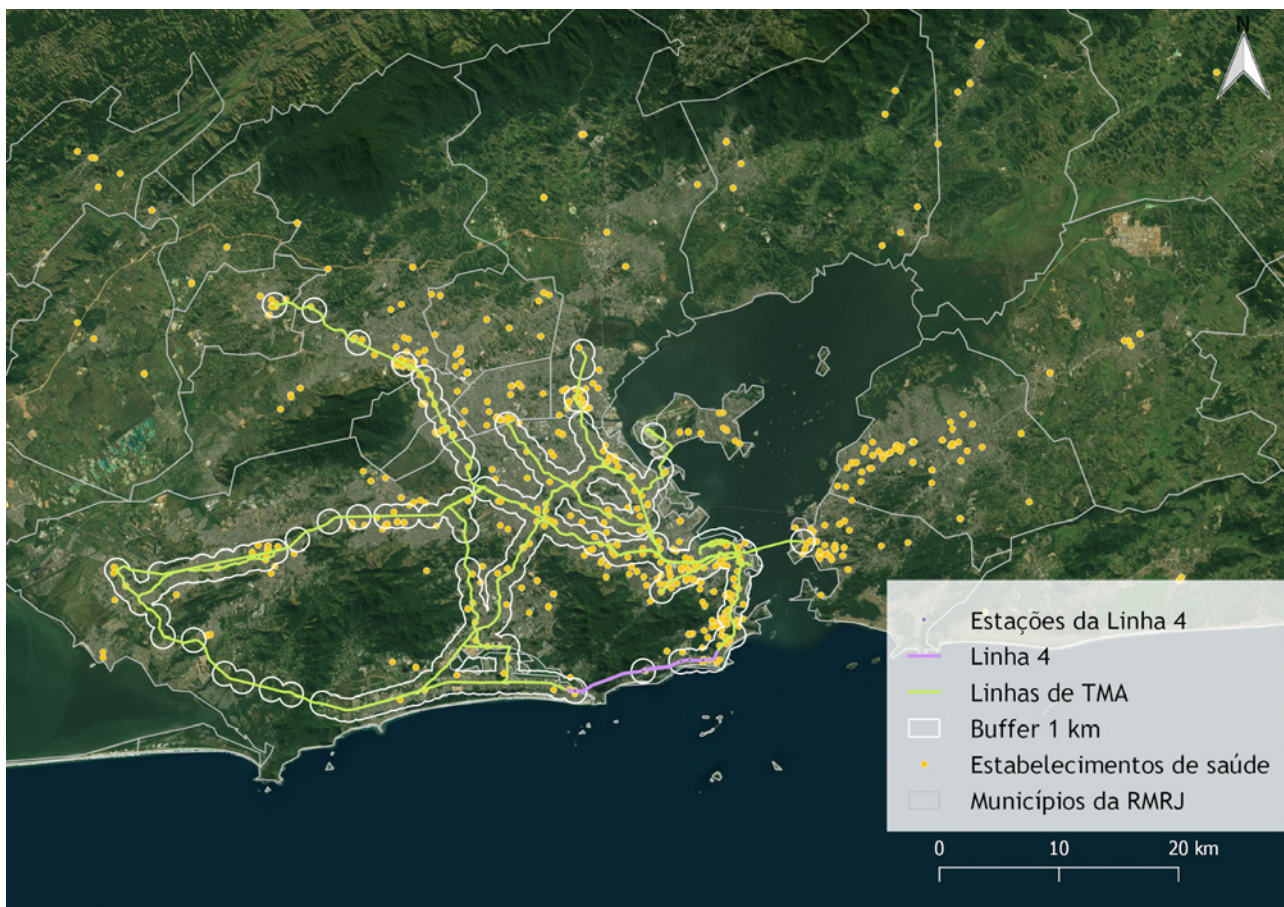 N
Estações da Linha 4
Linha 4
Linhas de TMA
Buffer 1 km
Estabelecimentos de saúde
Municípios da RMRJ
0 10 20 km